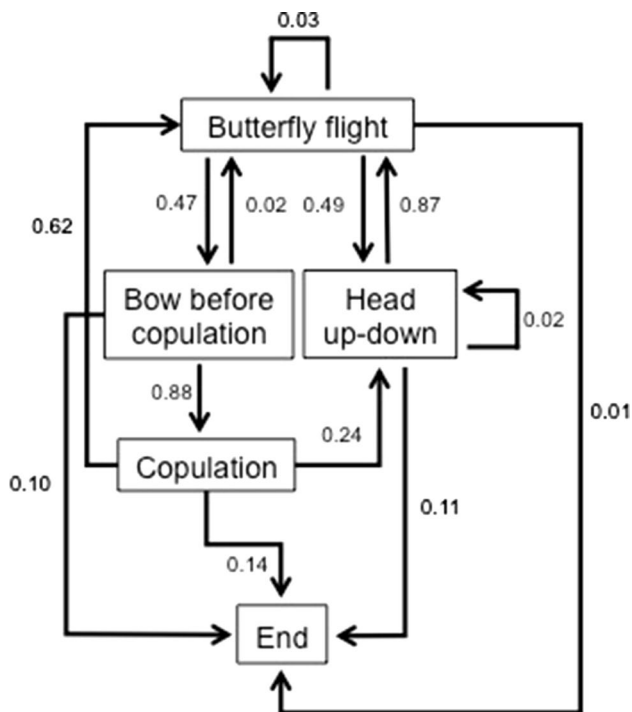 0.03
Butterfly flight
0.47
0.02
0.49
0.87
0.62
Bow before
copulation
Head
up-down
0.02
0.88
0.01
0.24
Copulation
0.10
0.11
0.14
End